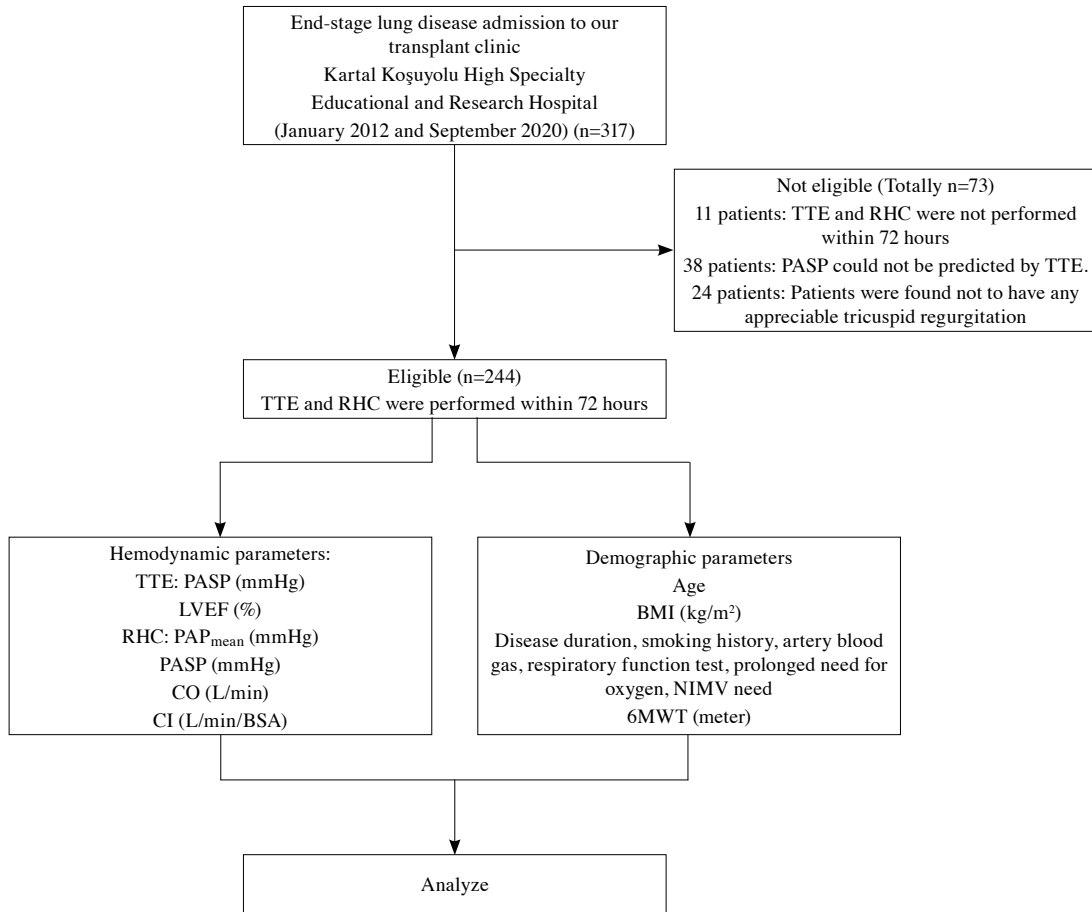 End-stage lung disease admission to our
transplant clinic
Kartal Koşuyolu High Specialty
Educational and Research Hospital
(January 2012 and September 2020) (n=317)
Not eligible (Totally n=73)
11 patients: TTE and RHC were not performed
within 72 hours
38 patients: PASP could not be predicted by TTE.
24 patients: Patients were found not to have any
appreciable tricuspid regurgitation
Eligible (n=244)
TTE and RHC were performed within 72 hours
Hemodynamic parameters:
TTE: PASP (mmHg)
LVEF (%)
RHC: PAPmean (mmHg)
PASP (mmHg)
CO (L/min)
CI (L/min/BSA)
Demographic parameters
Age
BMI (kg/m²)
Disease duration, smoking history, artery blood
gas, respiratory function test, prolonged need for
oxygen, NIMV need
6MWT (meter)
Analyze